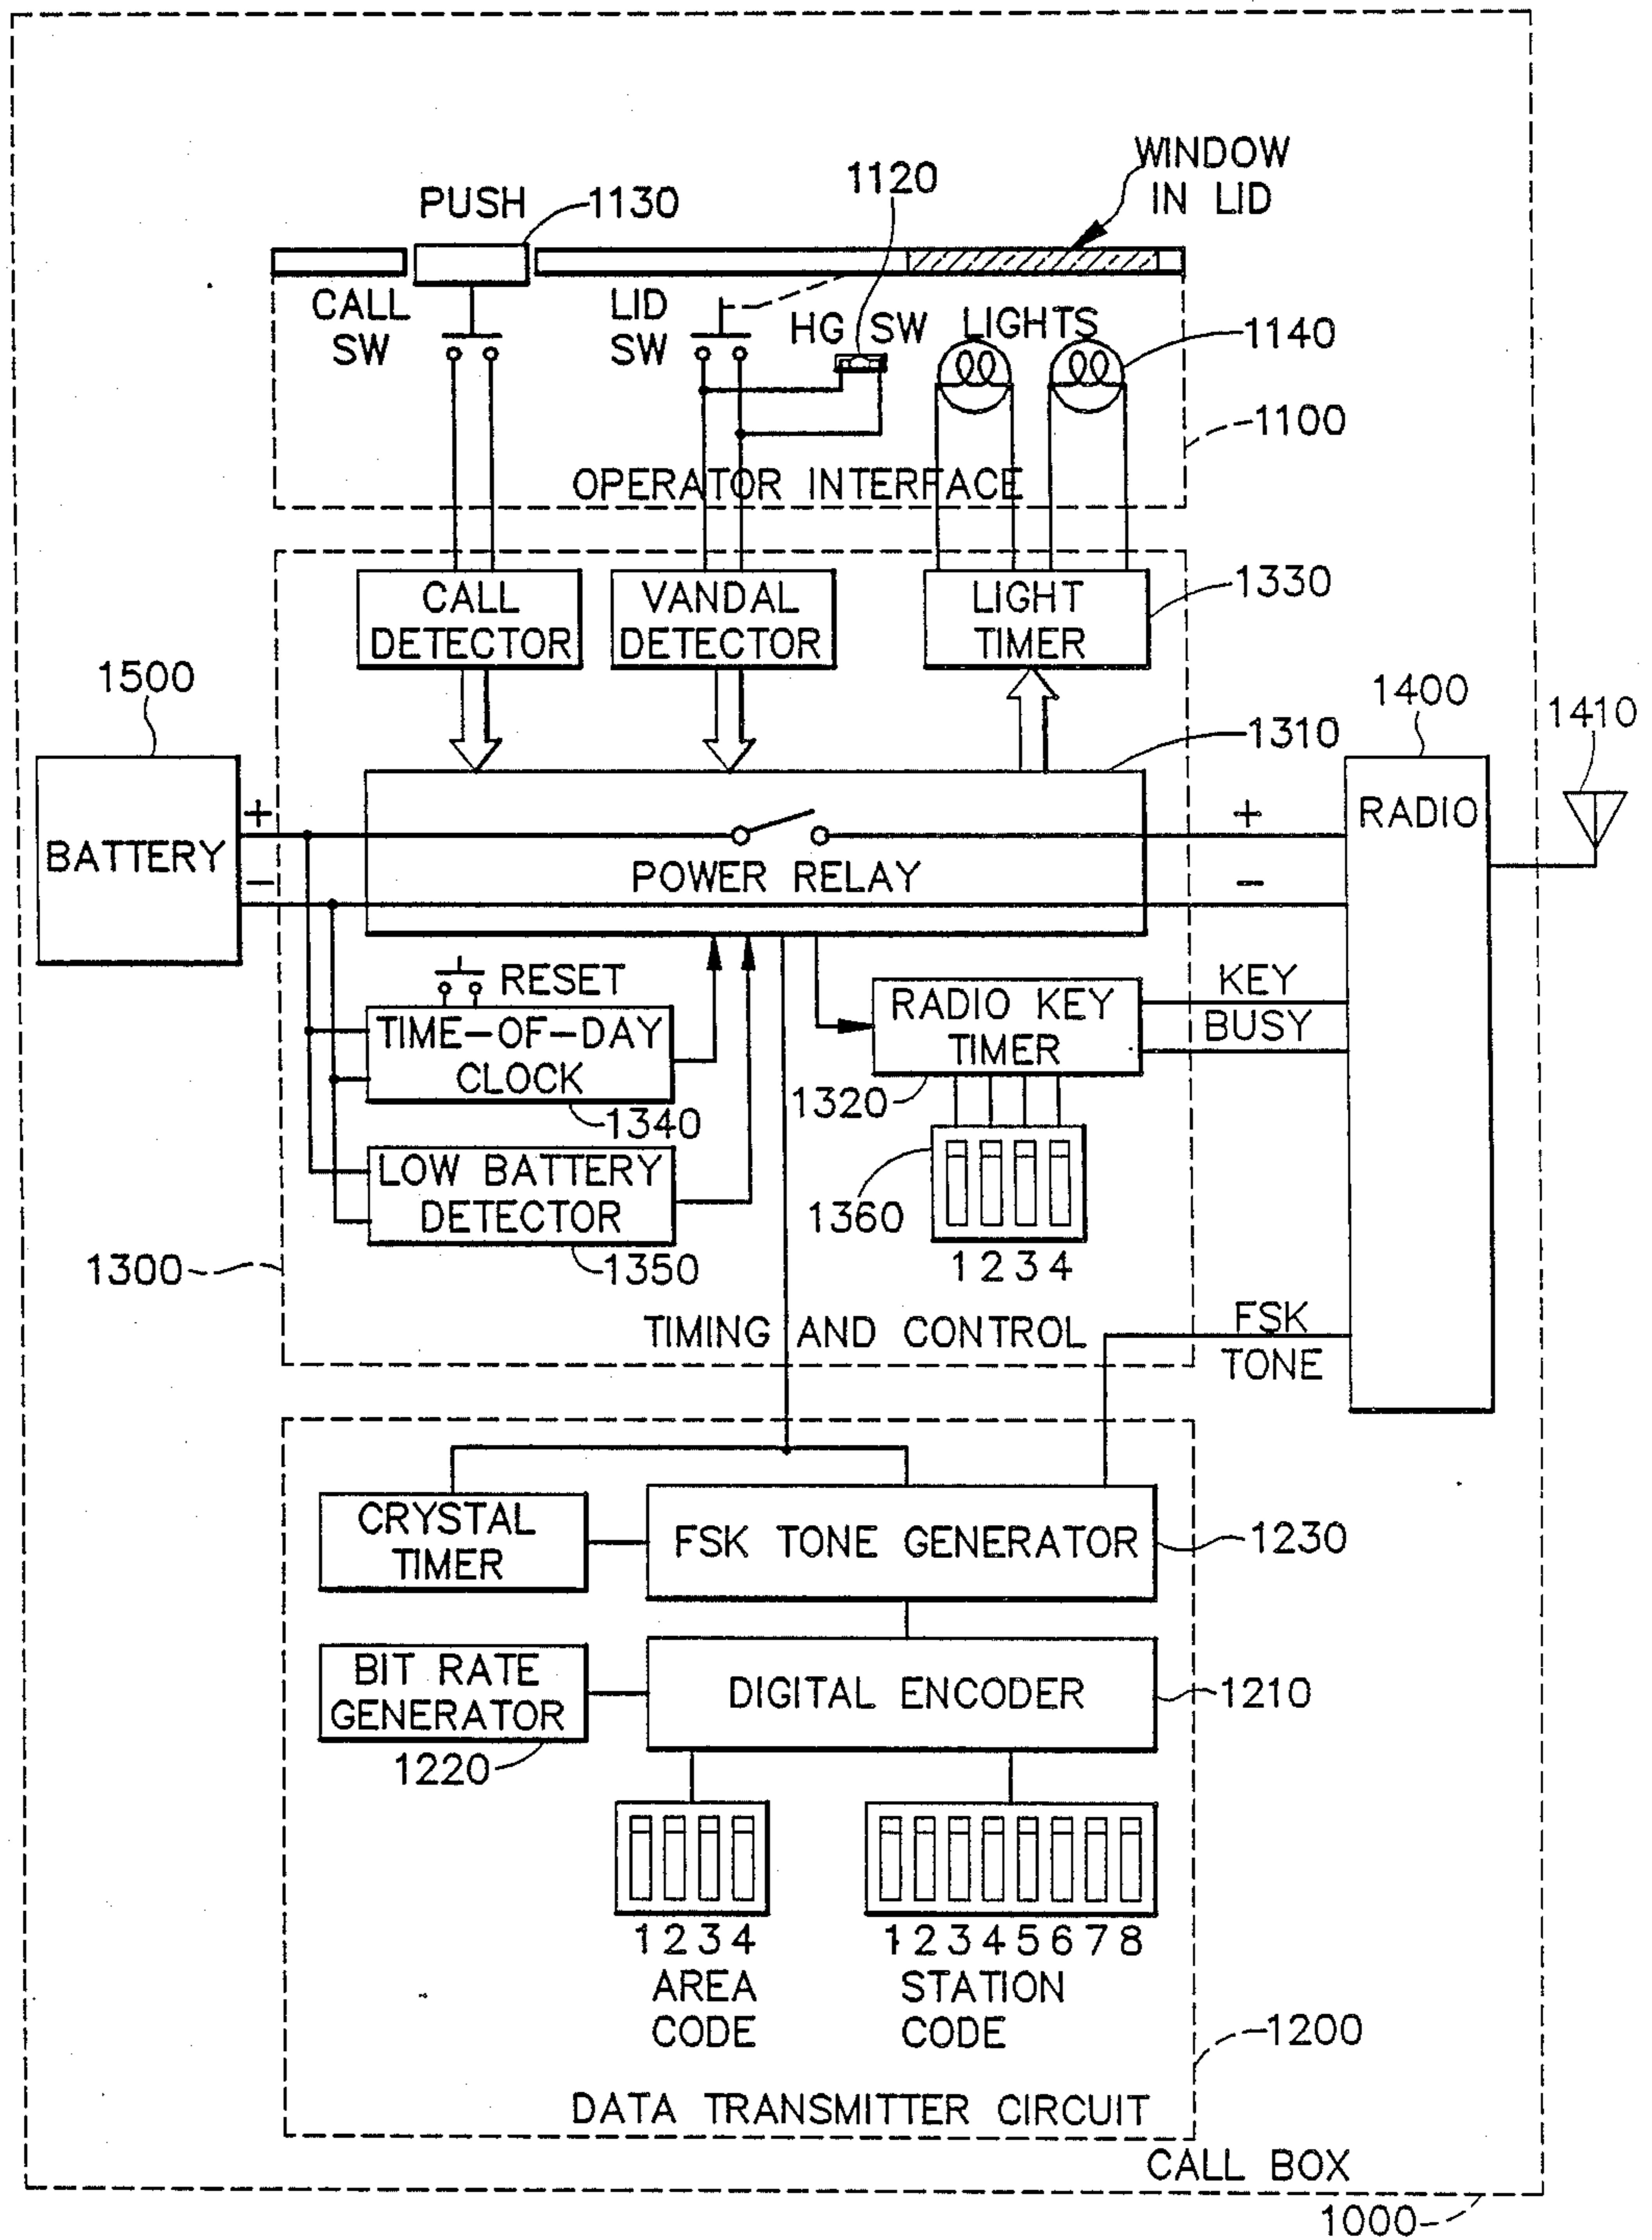 WINDOW
IN LID
1120
PUSH
1130
CALL
SW
LID
SW
HG SW
LIGHTS
1140
1100
OPERATOR INTERFACE
CALL
DETECTOR
VANDAL
DETECTOR
LIGHT
TIMER
1330
1500
1400
1410
1310
BATTERY
+
−
POWER RELAY
+
−
RADIO
RESET
TIME-OF-DAY
CLOCK
1340
RADIO KEY
TIMER
1320
KEY
BUSY
LOW BATTERY
DETECTOR
1350
1360
1 2 3 4
1300
TIMING AND CONTROL
FSK
TONE
CRYSTAL
TIMER
FSK TONE GENERATOR
1230
BIT RATE
GENERATOR
1220
DIGITAL ENCODER
1210
1 2 3 4
AREA
CODE
1 2 3 4 5 6 7 8
STATION
CODE
1200
DATA TRANSMITTER CIRCUIT
CALL BOX
1000